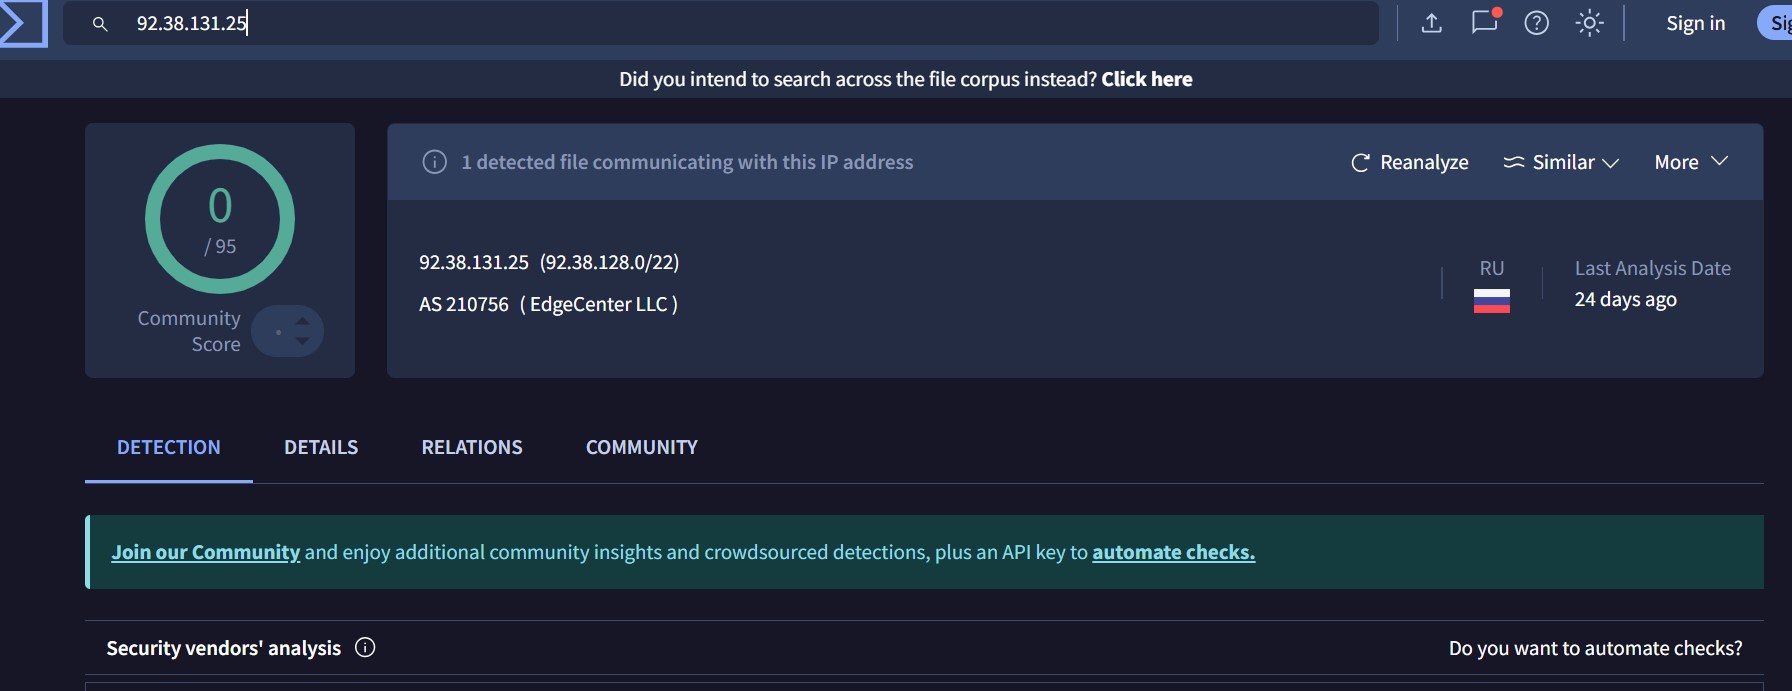 92.38.131.25
Sign in
Did you intend to search across the file corpus instead? Click here
0
/ 95
Community
Score
1 detected file communicating with this IP address
Reanalyze
Similar
More
92.38.131.25 (92.38.128.0/22)
AS 210756 ( EdgeCenter LLC )
RU
Last Analysis Date
24 days ago
DETECTION
DETAILS
RELATIONS
COMMUNITY
Join our Community and enjoy additional community insights and crowdsourced detections, plus an API key to automate checks.
Security vendors' analysis
Do you want to automate checks?